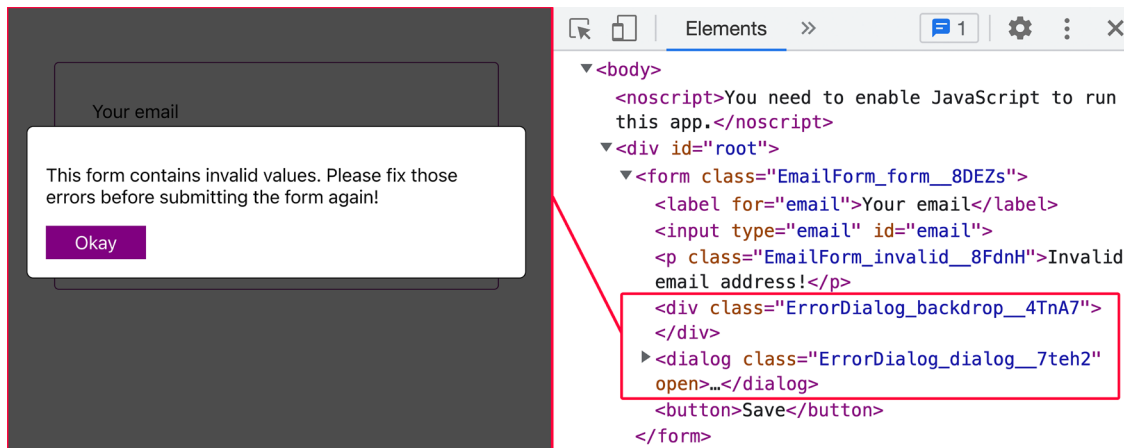 Your email
This form contains invalid values. Please fix those
errors before submitting the form again!
Okay
Elements
1
<body>
<noscript>You need to enable JavaScript to run
this app.</noscript>
<div id="root">
<form class="EmailForm_form__8DEZs">
<label for="email">Your email</label>
<input type="email" id="email">
<p class="EmailForm_invalid__8FdnH">Invalid
email address!</p>
<div class="ErrorDialog_backdrop__4TnA7">
</div>
<dialog class="ErrorDialog_dialog__7teh2"
open>…</dialog>
<button>Save</button>
</form>